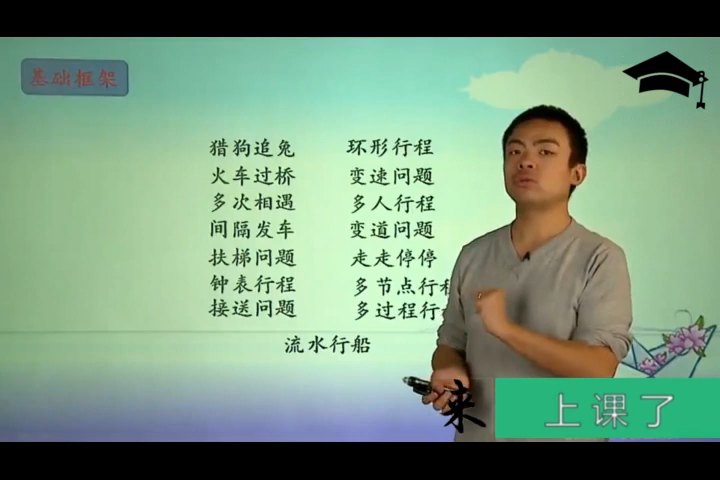 基础框架
猎狗追兔 环形行程
火车过桥 变速问题
多次相遇 多人行程
间隔发车 变道问题
扶梯问题 走走停停
钟表行程 多节点行程
接送问题 多过程行
流水行船
来 上课了